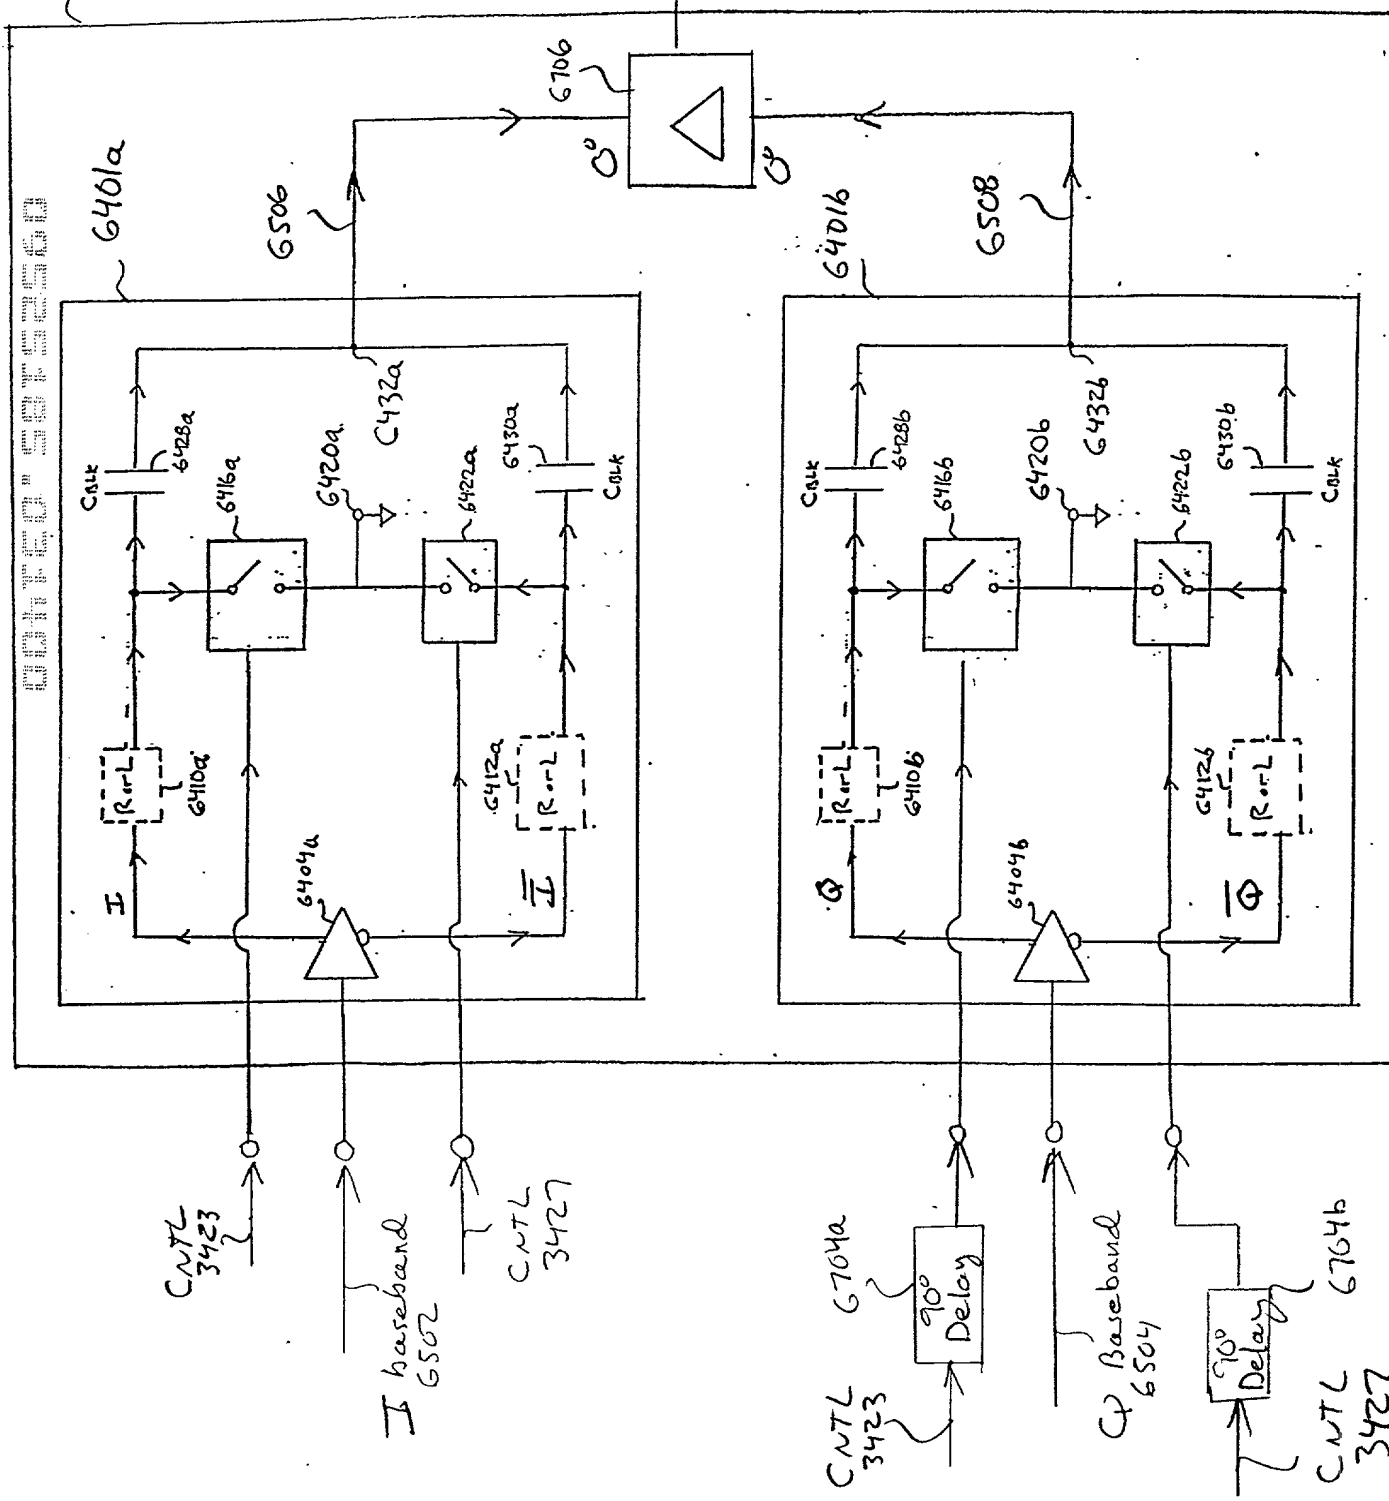 6401a
6506
6706
0°
0°
6508
6401b
CBLK
6428a
6416a
6420a
C432a
6422a
6430a
CBLK
I
R or L
6410a
6404a
6412a
R or L
I̅
CNTL
3423
I baseband
6502
CNTL
3427
CBLK
6428b
6416b
6420b
6432b
6422b
6430b
CBLK
Q
R or L
6410b
6404b
6412b
R or L
Q̅
CNTL
3423
90°
Delay
6704a
Q Baseband
6504
CNTL
3427
90°
Delay
6704b